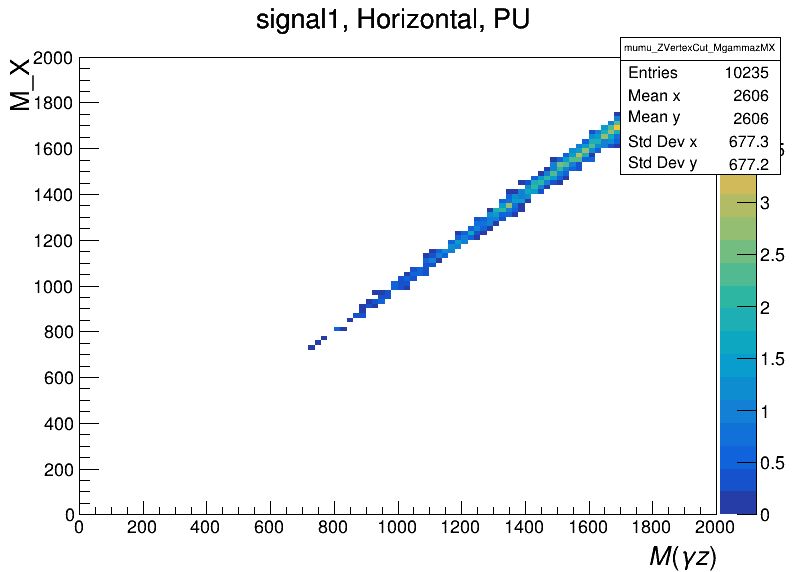 signal1, Horizontal, PU
mumu_ZVertexCut_MgammazMX
Entries 10235
Mean x 2606
Mean y 2606
Std Dev x 677.3
Std Dev y 677.2
M_X
2000
1800
1600
1400
1200
1000
800
600
400
200
0
0 200 400 600 800 1000 1200 1400 1600 1800 2000
M(γz)
3
2.5
2
1.5
1
0.5
0